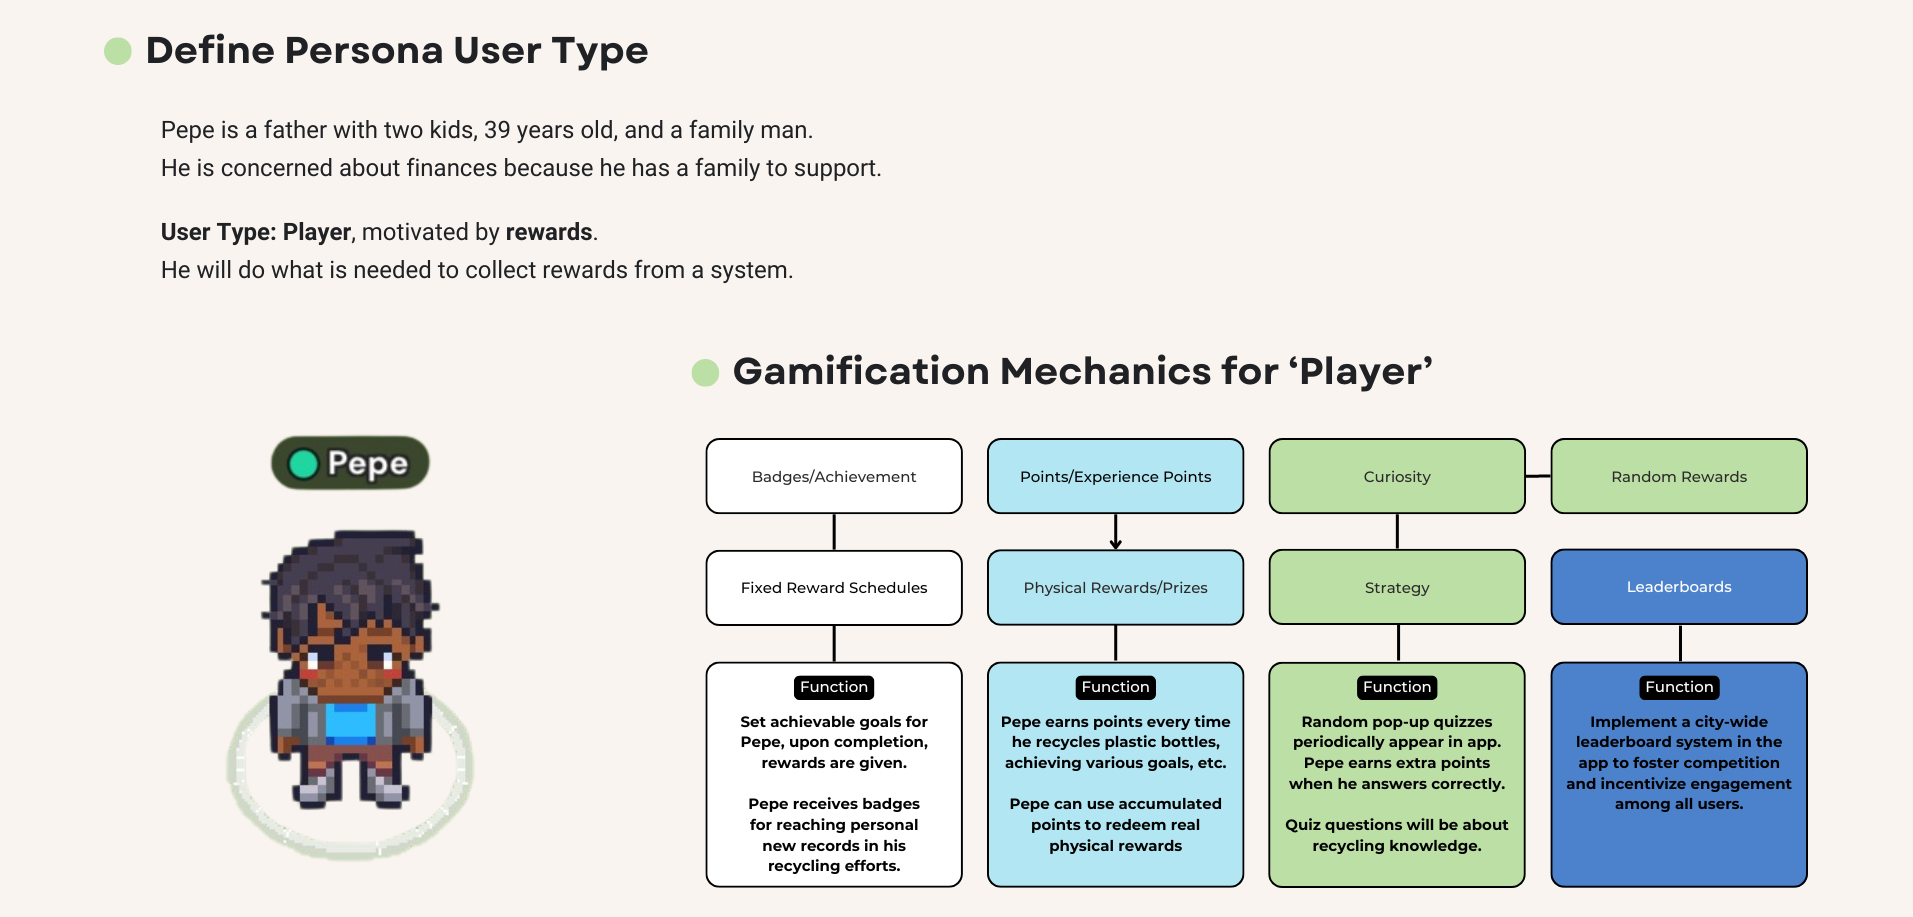 Define Persona User Type
Pepe is a father with two kids, 39 years old, and a family man.
He is concerned about finances because he has a family to support.
User Type: Player, motivated by rewards.
He will do what is needed to collect rewards from a system.
Gamification Mechanics for ‘Player’
Pepe
Badges/Achievement
Fixed Reward Schedules
Function
Set achievable goals for
Pepe, upon completion,
rewards are given.
Pepe receives badges
for reaching personal
new records in his
recycling efforts.
Points/Experience Points
Physical Rewards/Prizes
Function
Pepe earns points every time
he recycles plastic bottles,
achieving various goals, etc.
Pepe can use accumulated
points to redeem real
physical rewards
Curiosity
Random Rewards
Strategy
Function
Random pop-up quizzes
periodically appear in app.
Pepe earns extra points
when he answers correctly.
Quiz questions will be about
recycling knowledge.
Leaderboards
Function
Implement a city-wide
leaderboard system in the
app to foster competition
and incentivize engagement
among all users.